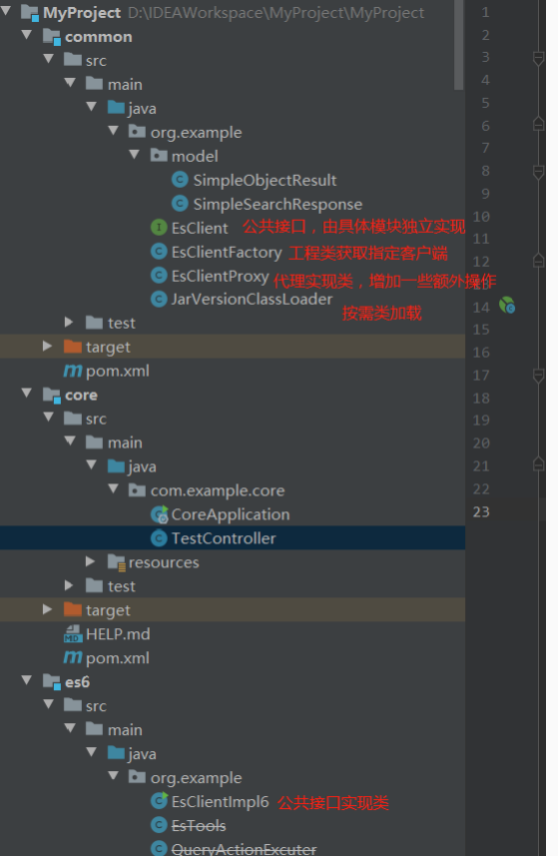 MyProject D:\IDEAWorkspace\MyProject\MyProject
common
src
main
java
org.example
model
SimpleObjectResult
SimpleSearchResponse
EsClient 公共接口，由具体模块独立实现
EsClientFactory 工程类获取指定客户端
EsClientProxy 代理实现类，增加一些额外操作
JarVersionClassLoader
按需类加载
test
target
pom.xml
core
src
main
java
com.example.core
CoreApplication
TestController
resources
test
target
HELP.md
pom.xml
es6
src
main
java
org.example
EsClientImpl6 公共接口实现类
EsTools
QueryActionExcuter
1
2
3
4
5
6
7
8
9
10
11
12
13
14
15
16
17
18
19
20
21
22
23